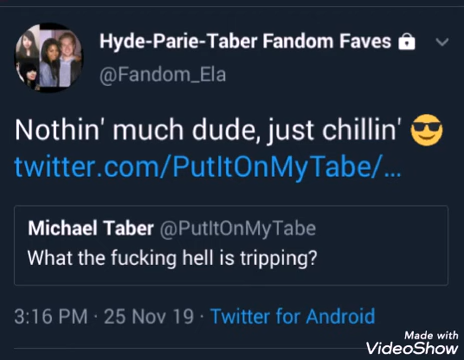 Hyde-Parie-Taber Fandom Faves
@Fandom_Ela
Nothin' much dude, just chillin' 😎
twitter.com/PutItOnMyTabe/...
Michael Taber @PutItOnMyTabe
What the fucking hell is tripping?
3:16 PM · 25 Nov 19 · Twitter for Android
Made with
VideoShow